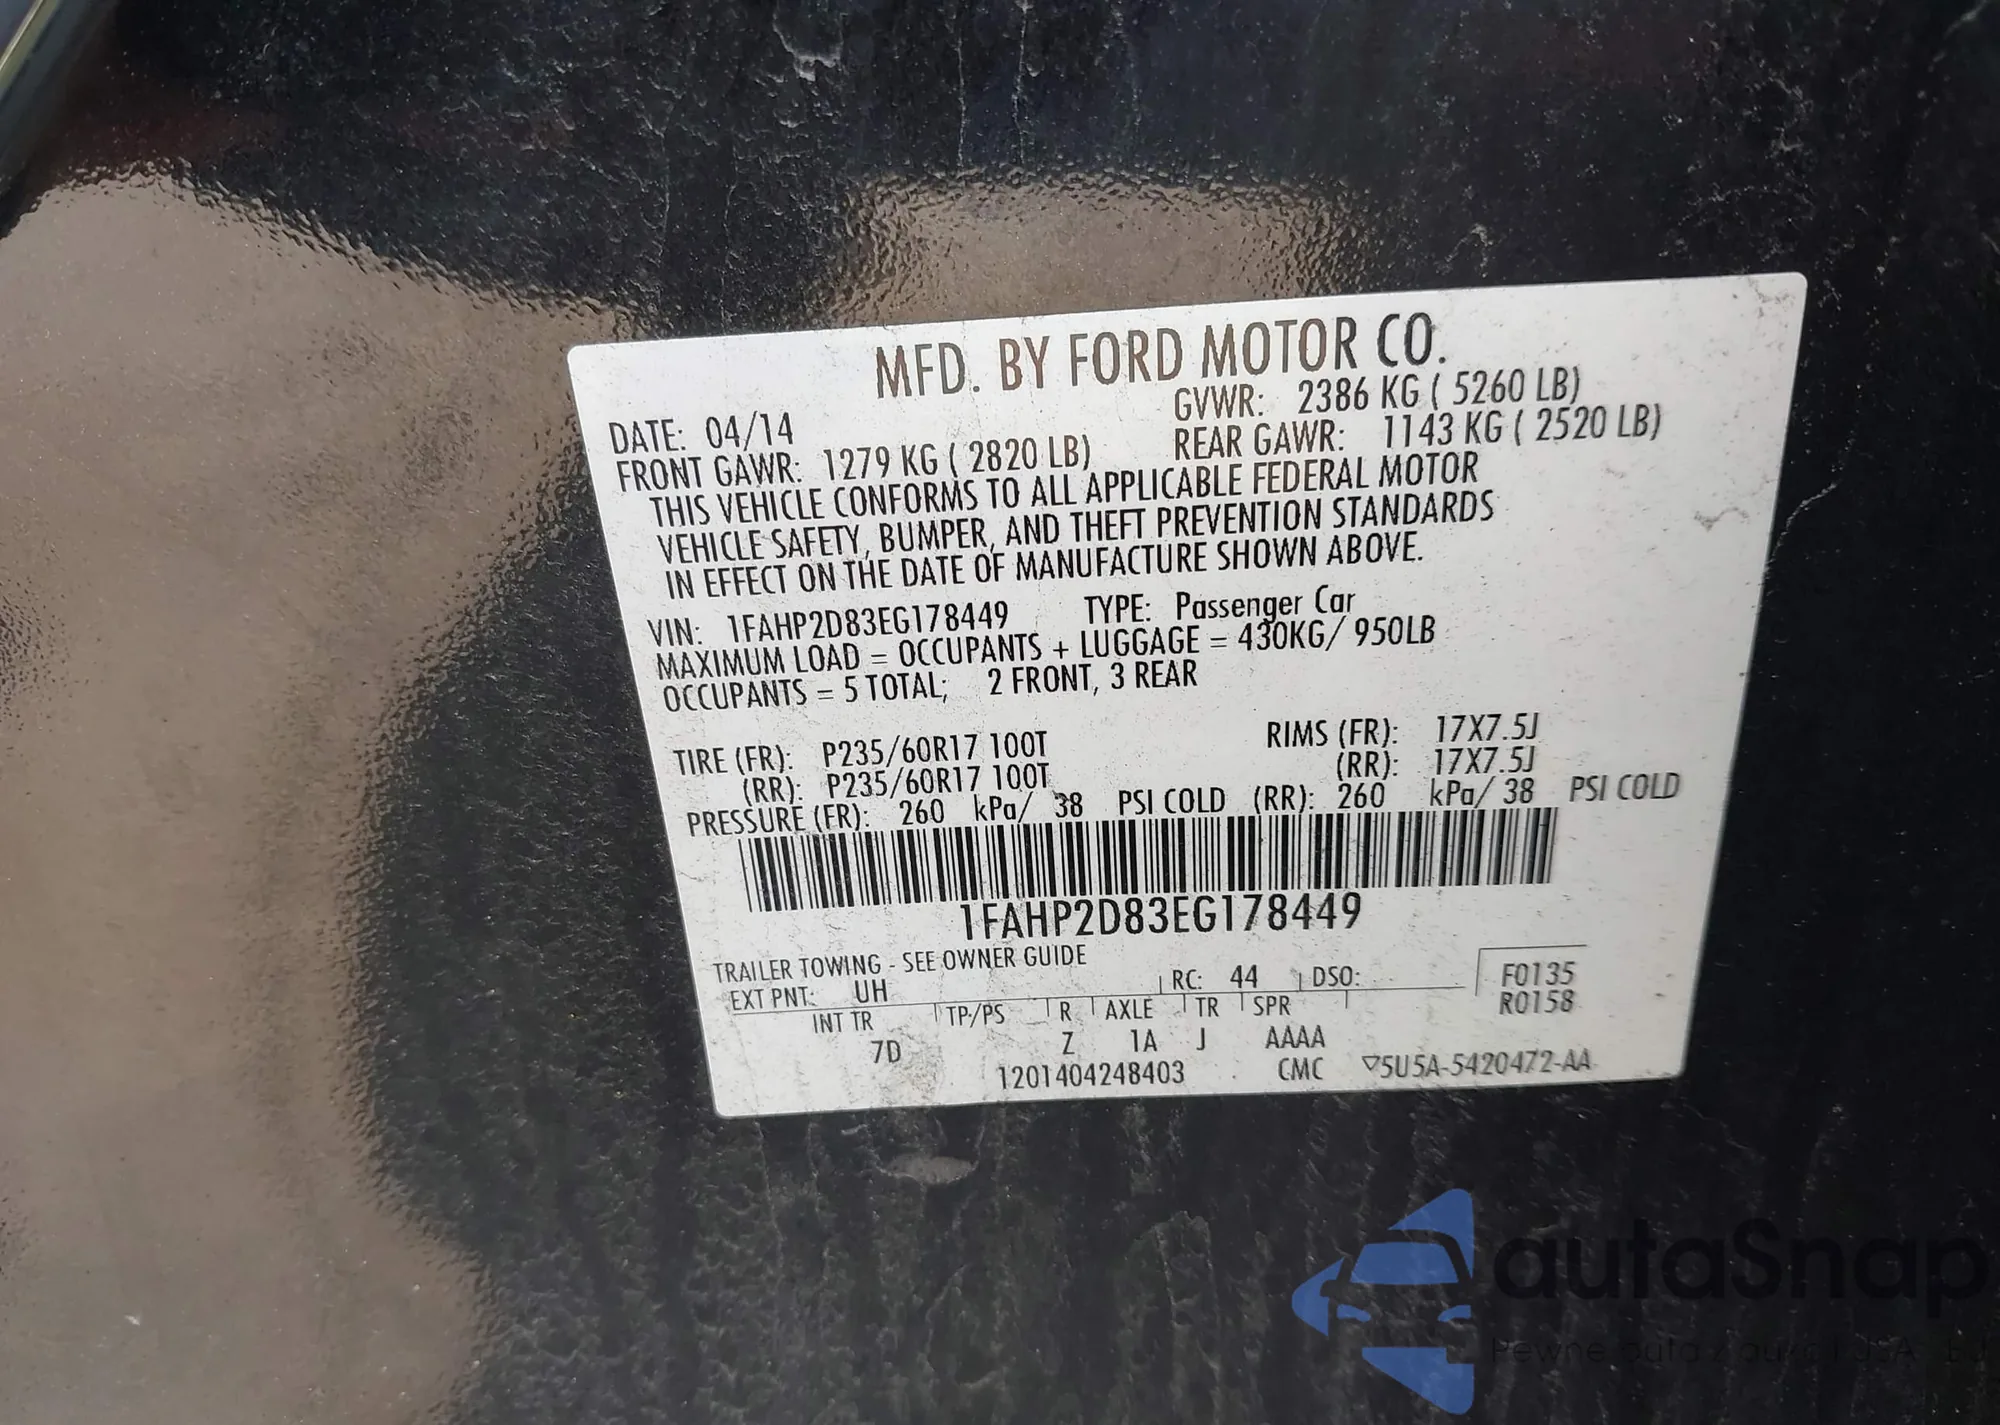 MFD. BY FORD MOTOR CO.
DATE: 04/14 GVWR: 2386 KG ( 5260 LB)
FRONT GAWR: 1279 KG ( 2820 LB) REAR GAWR: 1143 KG ( 2520 LB)
THIS VEHICLE CONFORMS TO ALL APPLICABLE FEDERAL MOTOR
VEHICLE SAFETY, BUMPER, AND THEFT PREVENTION STANDARDS
IN EFFECT ON THE DATE OF MANUFACTURE SHOWN ABOVE.
VIN: 1FAHP2D83EG178449 TYPE: Passenger Car
MAXIMUM LOAD = OCCUPANTS + LUGGAGE = 430KG/ 950LB
OCCUPANTS = 5 TOTAL; 2 FRONT, 3 REAR
TIRE (FR): P235/60R17 100T RIMS (FR): 17X7.5J
(RR): P235/60R17 100T (RR): 17X7.5J
PRESSURE (FR): 260 kPa/ 38 PSI COLD (RR): 260 kPa/ 38 PSI COLD
1FAHP2D83EG178449
TRAILER TOWING - SEE OWNER GUIDE
EXT PNT: UH RC: 44 DSO: F0135
R0158
INT TR TP/PS R AXLE TR SPR
7D Z 1A J AAAA
1201404248403 CMC ▽5U5A-5420472-AA
autaSnap
Pewne auta z aukcji USA